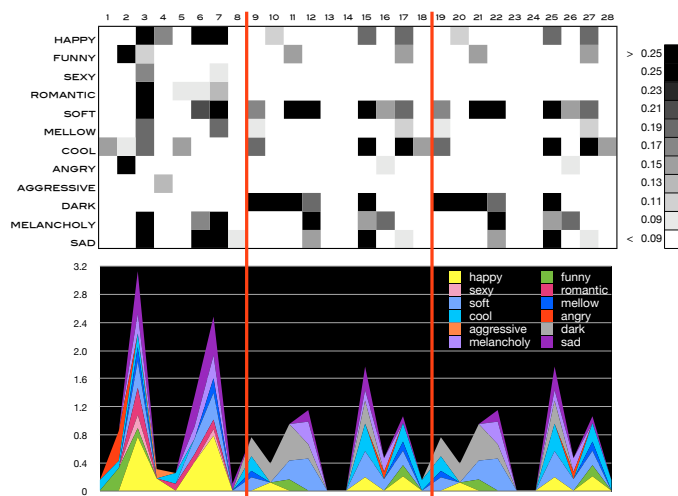 1 2 3 4 5 6 7 8 9 10 11 12 13 14 15 16 17 18 19 20 21 22 23 24 25 26 27 28
HAPPY
FUNNY
SEXY
ROMANTIC
SOFT
MELLOW
COOL
ANGRY
AGGRESSIVE
DARK
MELANCHOLY
SAD
> 0.25
0.25
0.23
0.21
0.19
0.17
0.15
0.13
0.11
0.09
< 0.09
3.2
2.8
2.4
2.0
1.6
1.2
0.8
0.4
0
happy funny
sexy romantic
soft mellow
cool angry
aggressive dark
melancholy sad